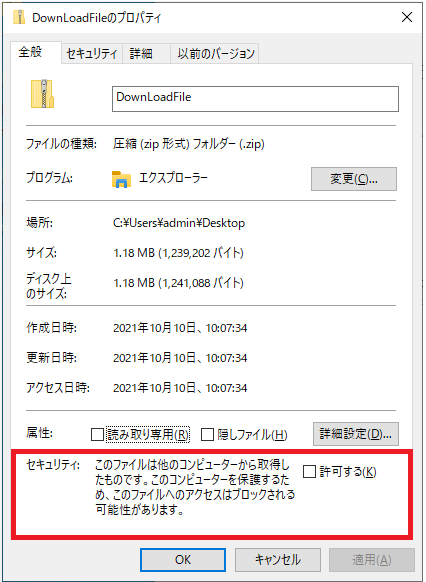 DownLoadFileのプロパティ
全般 セキュリティ 詳細 以前のバージョン
DownLoadFile
ファイルの種類: 圧縮 (zip 形式) フォルダー (.zip)
プログラム: エクスプローラー 変更(C)...
場所: C:¥Users¥admin¥Desktop
サイズ: 1.18 MB (1,239,202 バイト)
ディスク上
のサイズ: 1.18 MB (1,241,088 バイト)
作成日時: 2021年10月10日、10:07:34
更新日時: 2021年10月10日、10:07:34
アクセス日時: 2021年10月10日、10:07:34
属性: 読み取り専用(R) 隠しファイル(H) 詳細設定(D)...
セキュリティ: このファイルは他のコンピューターから取得し
たものです。このコンピューターを保護するた
め、このファイルへのアクセスはブロックされる
可能性があります。
許可する(K)
OK キャンセル 適用(A)